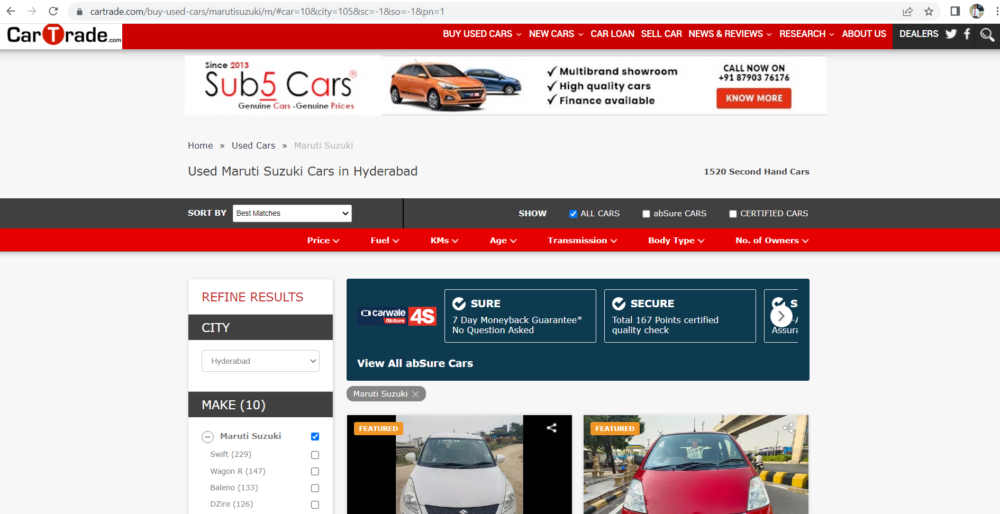 cartrade.com/buy-used-cars/marutisuzuki/m/#car=10&city=105&sc=-1&so=-1&pn=1
CarTrade.com
BUY USED CARS NEW CARS CAR LOAN SELL CAR NEWS & REVIEWS RESEARCH ABOUT US DEALERS
Since 2013
Sub5 Cars®
Genuine Cars -Genuine Prices
Multibrand showroom
High quality cars
Finance available
CALL NOW ON
+91 87903 76176
KNOW MORE
Home » Used Cars » Maruti Suzuki
Used Maruti Suzuki Cars in Hyderabad
1520 Second Hand Cars
SORT BY Best Matches
SHOW ALL CARS abSure CARS CERTIFIED CARS
Price Fuel KMs Age Transmission Body Type No. of Owners
REFINE RESULTS
CITY
Hyderabad
MAKE (10)
Maruti Suzuki
Swift (229)
Wagon R (147)
Baleno (133)
DZire (126)
carwale
abSure
4S
SURE
7 Day Moneyback Guarantee*
No Question Asked
SECURE
Total 167 Points certified
quality check
S
Assura
View All abSure Cars
Maruti Suzuki
FEATURED
FEATURED